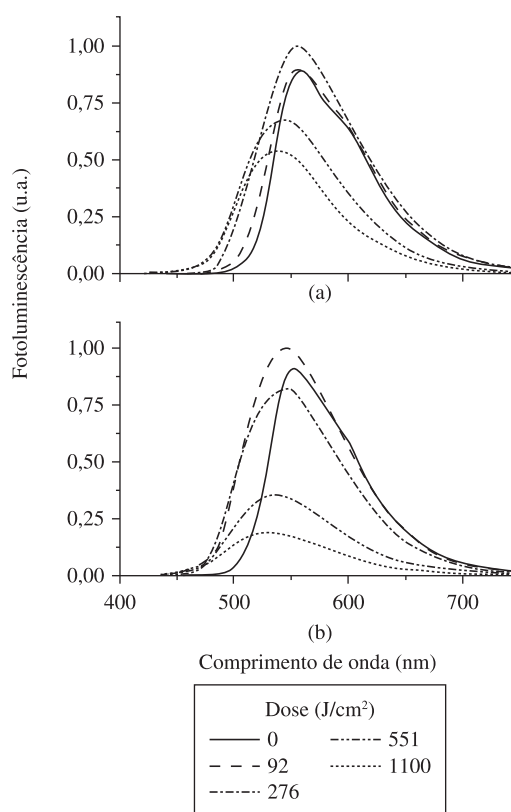 Fotoluminescência (u.a.)
1,00
0,75
0,50
0,25
0,00
(a)
1,00
0,75
0,50
0,25
0,00
400 500 600 700
(b)
Comprimento de onda (nm)
Dose (J/cm²)
0 551
92 1100
276